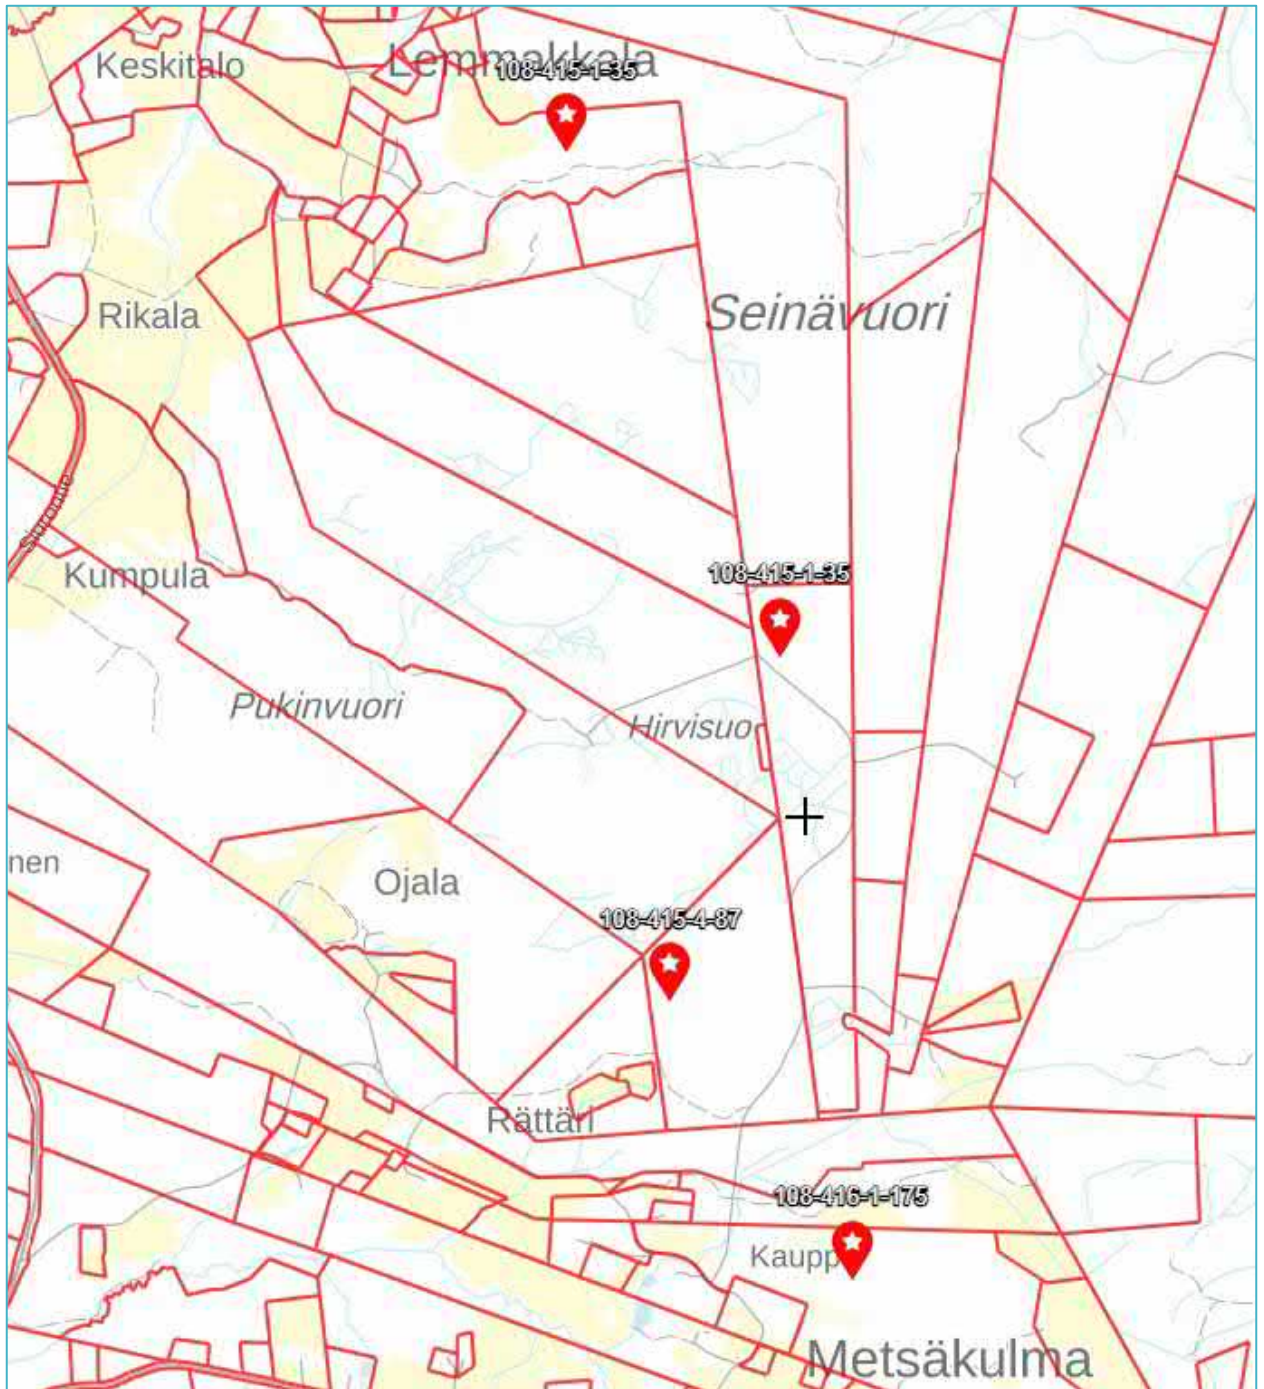 Keskitalo
Lemmakkala
108-415-1-35
Rikala
Seinävuori
Kumpula
108-415-1-35
Pukinvuori
Hirvisuo
nen
Ojala
108-415-4-87
Rättäri
108-416-1-175
Kaupp
Metsäkulma